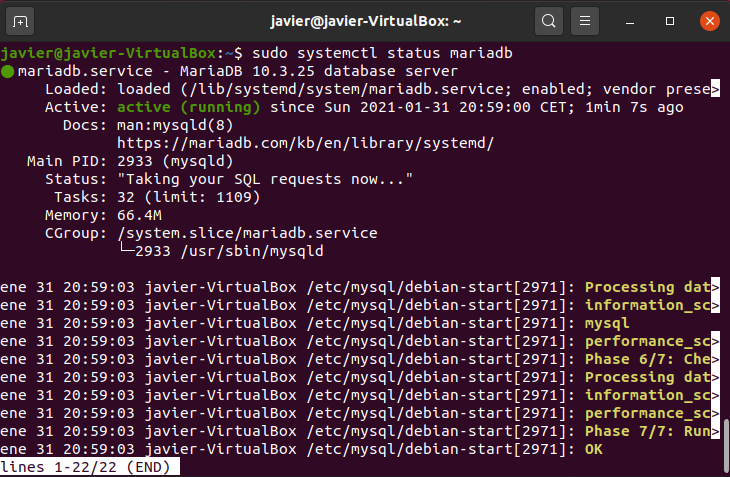 javier@javier-VirtualBox: ~
javier@javier-VirtualBox:~$ sudo systemctl status mariadb
● mariadb.service - MariaDB 10.3.25 database server
Loaded: loaded (/lib/systemd/system/mariadb.service; enabled; vendor prese>
Active: active (running) since Sun 2021-01-31 20:59:00 CET; 1min 7s ago
Docs: man:mysqld(8)
https://mariadb.com/kb/en/library/systemd/
Main PID: 2933 (mysqld)
Status: "Taking your SQL requests now..."
Tasks: 32 (limit: 1109)
Memory: 66.4M
CGroup: /system.slice/mariadb.service
└─2933 /usr/sbin/mysqld
ene 31 20:59:03 javier-VirtualBox /etc/mysql/debian-start[2971]: Processing dat>
ene 31 20:59:03 javier-VirtualBox /etc/mysql/debian-start[2971]: information_sc>
ene 31 20:59:03 javier-VirtualBox /etc/mysql/debian-start[2971]: mysql
ene 31 20:59:03 javier-VirtualBox /etc/mysql/debian-start[2971]: performance_sc>
ene 31 20:59:03 javier-VirtualBox /etc/mysql/debian-start[2971]: Phase 6/7: Che>
ene 31 20:59:03 javier-VirtualBox /etc/mysql/debian-start[2971]: Processing dat>
ene 31 20:59:03 javier-VirtualBox /etc/mysql/debian-start[2971]: information_sc>
ene 31 20:59:03 javier-VirtualBox /etc/mysql/debian-start[2971]: performance_sc>
ene 31 20:59:03 javier-VirtualBox /etc/mysql/debian-start[2971]: Phase 7/7: Run>
ene 31 20:59:03 javier-VirtualBox /etc/mysql/debian-start[2971]: OK
lines 1-22/22 (END)